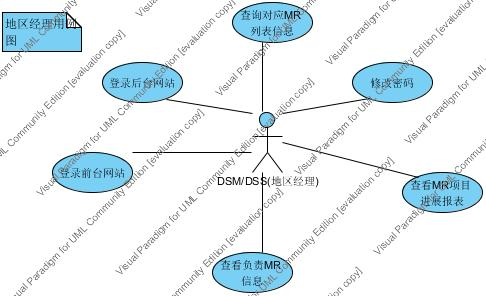 地区经理用例
图
查询对应MR
列表信息
登录后台网站
修改密码
登录前台网站
DSM/DSS(地区经理)
查看MR项目
进展报表
查看负责MR
信息
Visual Paradigm for UML Community Edition [evaluation copy]